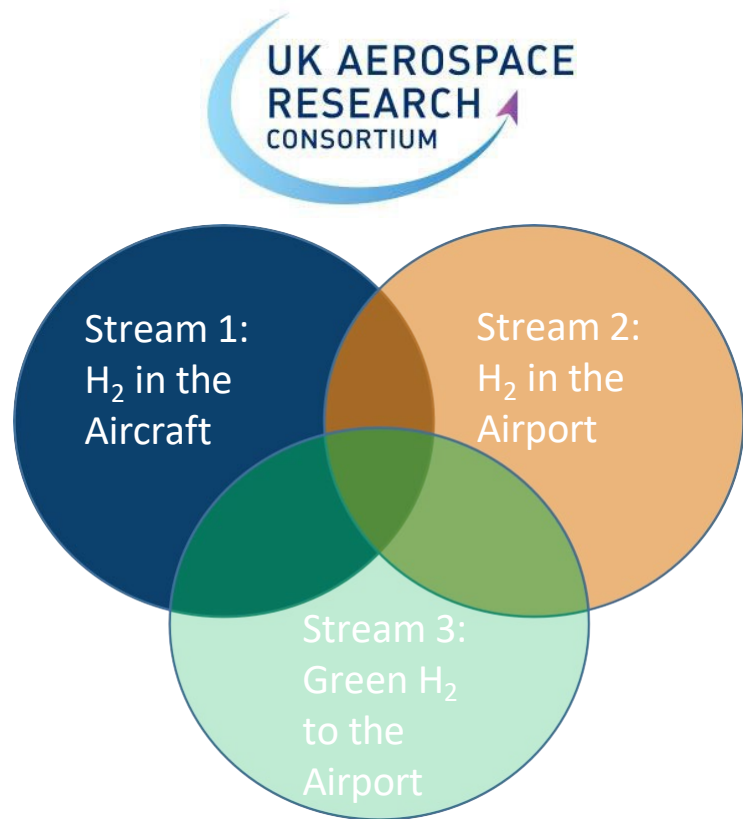 UK AEROSPACE
RESEARCH
CONSORTIUM
Stream 1:
H₂ in the
Aircraft
Stream 2:
H₂ in the
Airport
Stream 3:
Green H₂
to the
Airport